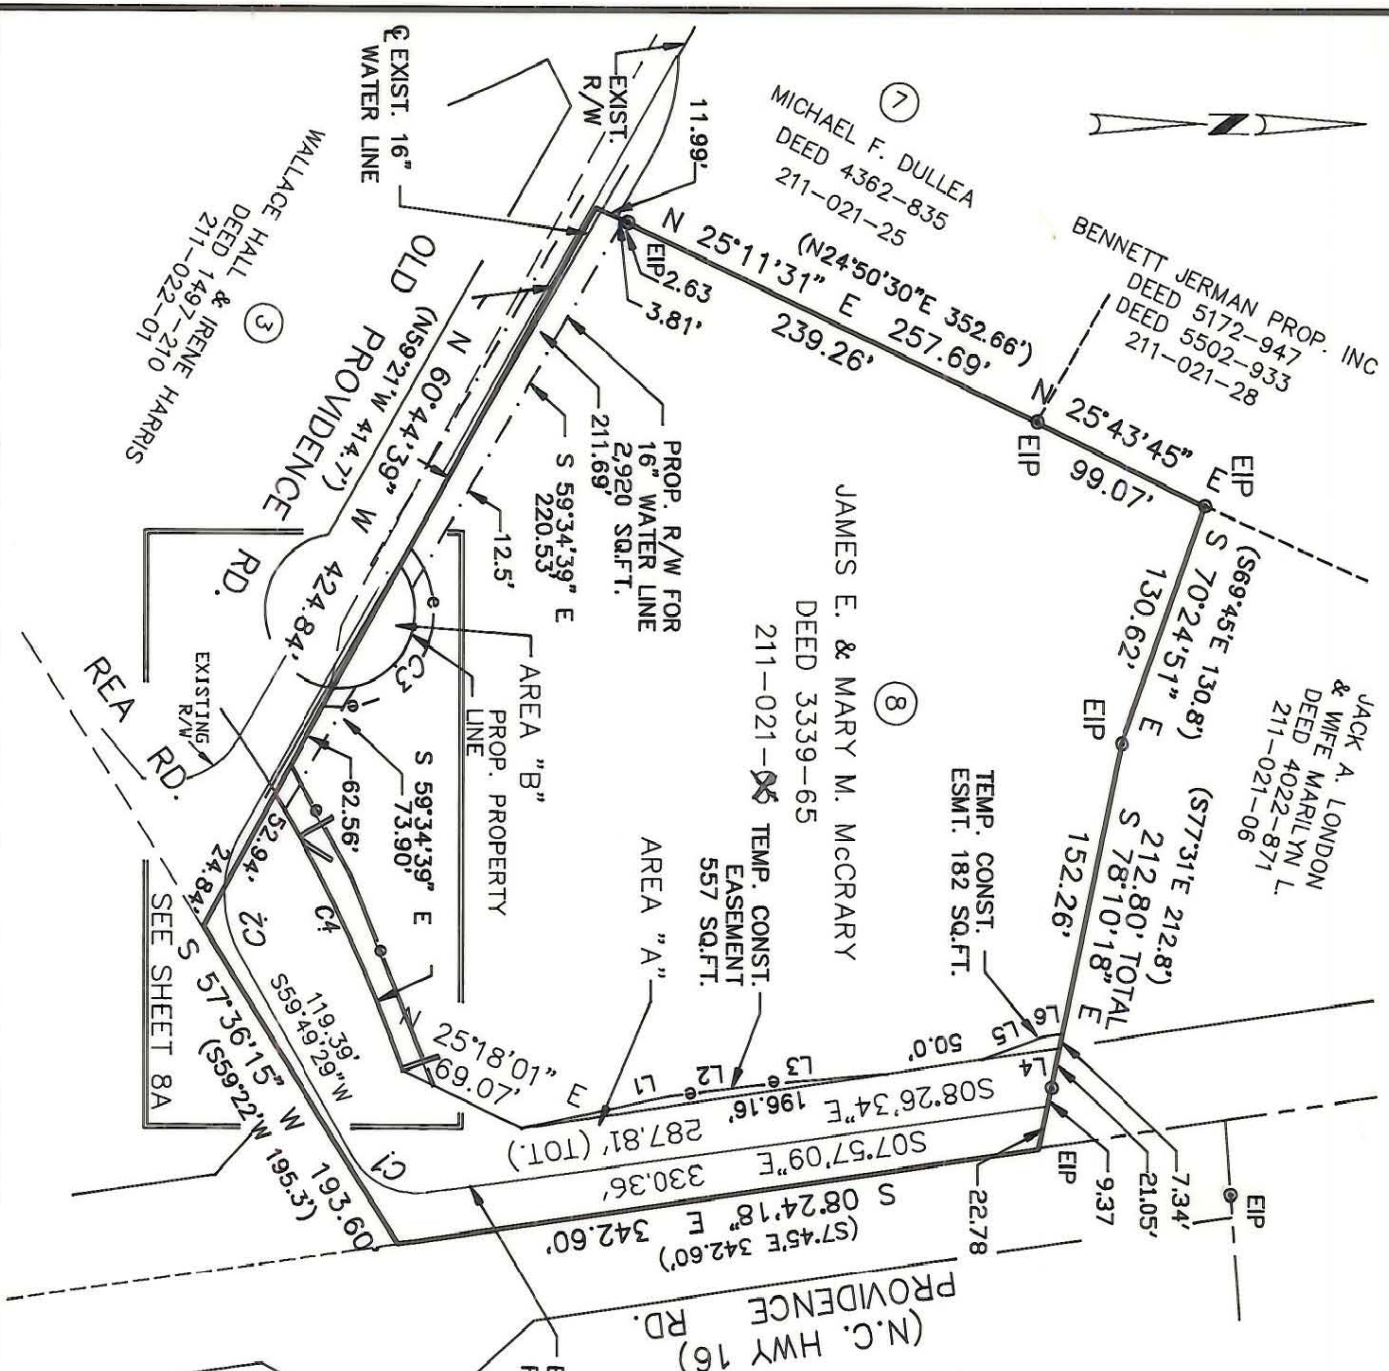 7
MICHAEL F. DULLEA
DEED 4362-835
211-021-25
BENNETT JERMAN PROP. INC
DEED 5172-947
DEED 5502-933
211-021-28
JACK A. LONDON
& WIFE MARILYN L.
DEED 4022-871
211-021-06
℄ EXIST. 16"
WATER LINE
EXIST.
R/W
11.99'
EIP
2.63
3.81'
N 25°11'31" E 257.69'
(N24°50'30"E 352.66')
239.26'
EIP
N 25°43'45" E
99.07'
EIP
(S69°45'E 130.8')
S 70°24'51" E
130.62'
EIP
(S77°31'E 212.8')
212.80' TOTAL
S 78°10'18" E
152.26'
3
WALLACE HALL & IRENE HARRIS
DEED 1497-210
211-022-01
OLD PROVIDENCE RD.
(N59°21'W 414.7')
N 60°44'39" W 424.84'
PROP. R/W FOR
16" WATER LINE
2,920 SQ.FT.
211.69'
S 59°34'39" E
220.53'
12.5'
8
JAMES E. & MARY M. McCRARY
DEED 3339-65
211-021-
TEMP. CONST.
ESMT. 182 SQ.FT.
TEMP. CONST.
EASEMENT
557 SQ.FT.
AREA "A"
AREA "B"
PROP. PROPERTY
LINE
e
C3
e
S 59°34'39" E
73.90'
62.56'
52.94'
24.84'
EXISTING
R/W
REA RD.
C4
C2
119.39'
S59°49'29"W
C1
S 57°36'15" W 193.60'
(S59°22'W 195.3')
SEE SHEET 8A
N 25°18'01" E
69.07'
L1
e
L2
e
L3
50.0'
L5
L6
L4
196.16'
S08°26'34"E
287.81' (TOT.)
S07°57'09"E
330.36'
S 08°24'18" E 342.60'
(S7°45'E 342.60')
22.78
EIP
9.37
21.05'
7.34'
EIP
PROVIDENCE RD.
(N.C. HWY 16)